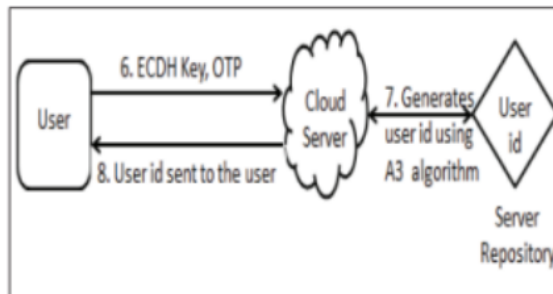 6. ECDH Key, OTP
User
Cloud
Server
7. Generates
user id using
A3 algorithm
User
id
8. User id sent to the user
Server
Repository